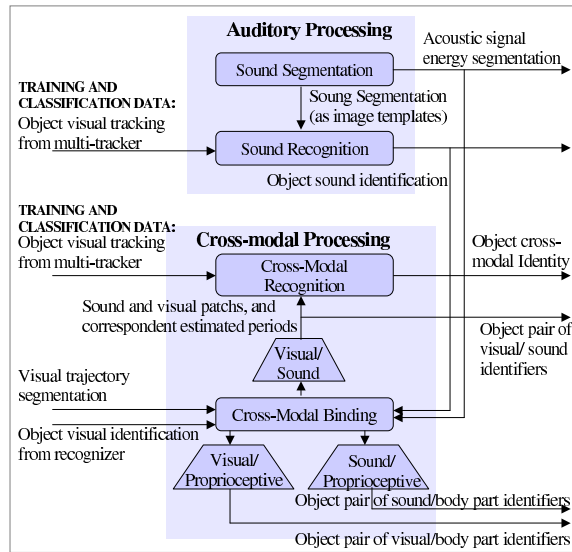 Auditory Processing
Sound Segmentation
Acoustic signal
energy segmentation
TRAINING AND
CLASSIFICATION DATA:
Object visual tracking
from multi-tracker
Soung Segmentation
(as image templates)
Sound Recognition
Object sound identification
TRAINING AND
CLASSIFICATION DATA:
Object visual tracking
from multi-tracker
Cross-modal Processing
Cross-Modal
Recognition
Object cross-
modal Identity
Sound and visual patchs, and
correspondent estimated periods
Visual/
Sound
Object pair of
visual/ sound
identifiers
Visual trajectory
segmentation
Cross-Modal Binding
Object visual identification
from recognizer
Visual/
Proprioceptive
Sound/
Proprioceptive
Object pair of sound/body part identifiers
Object pair of visual/body part identifiers